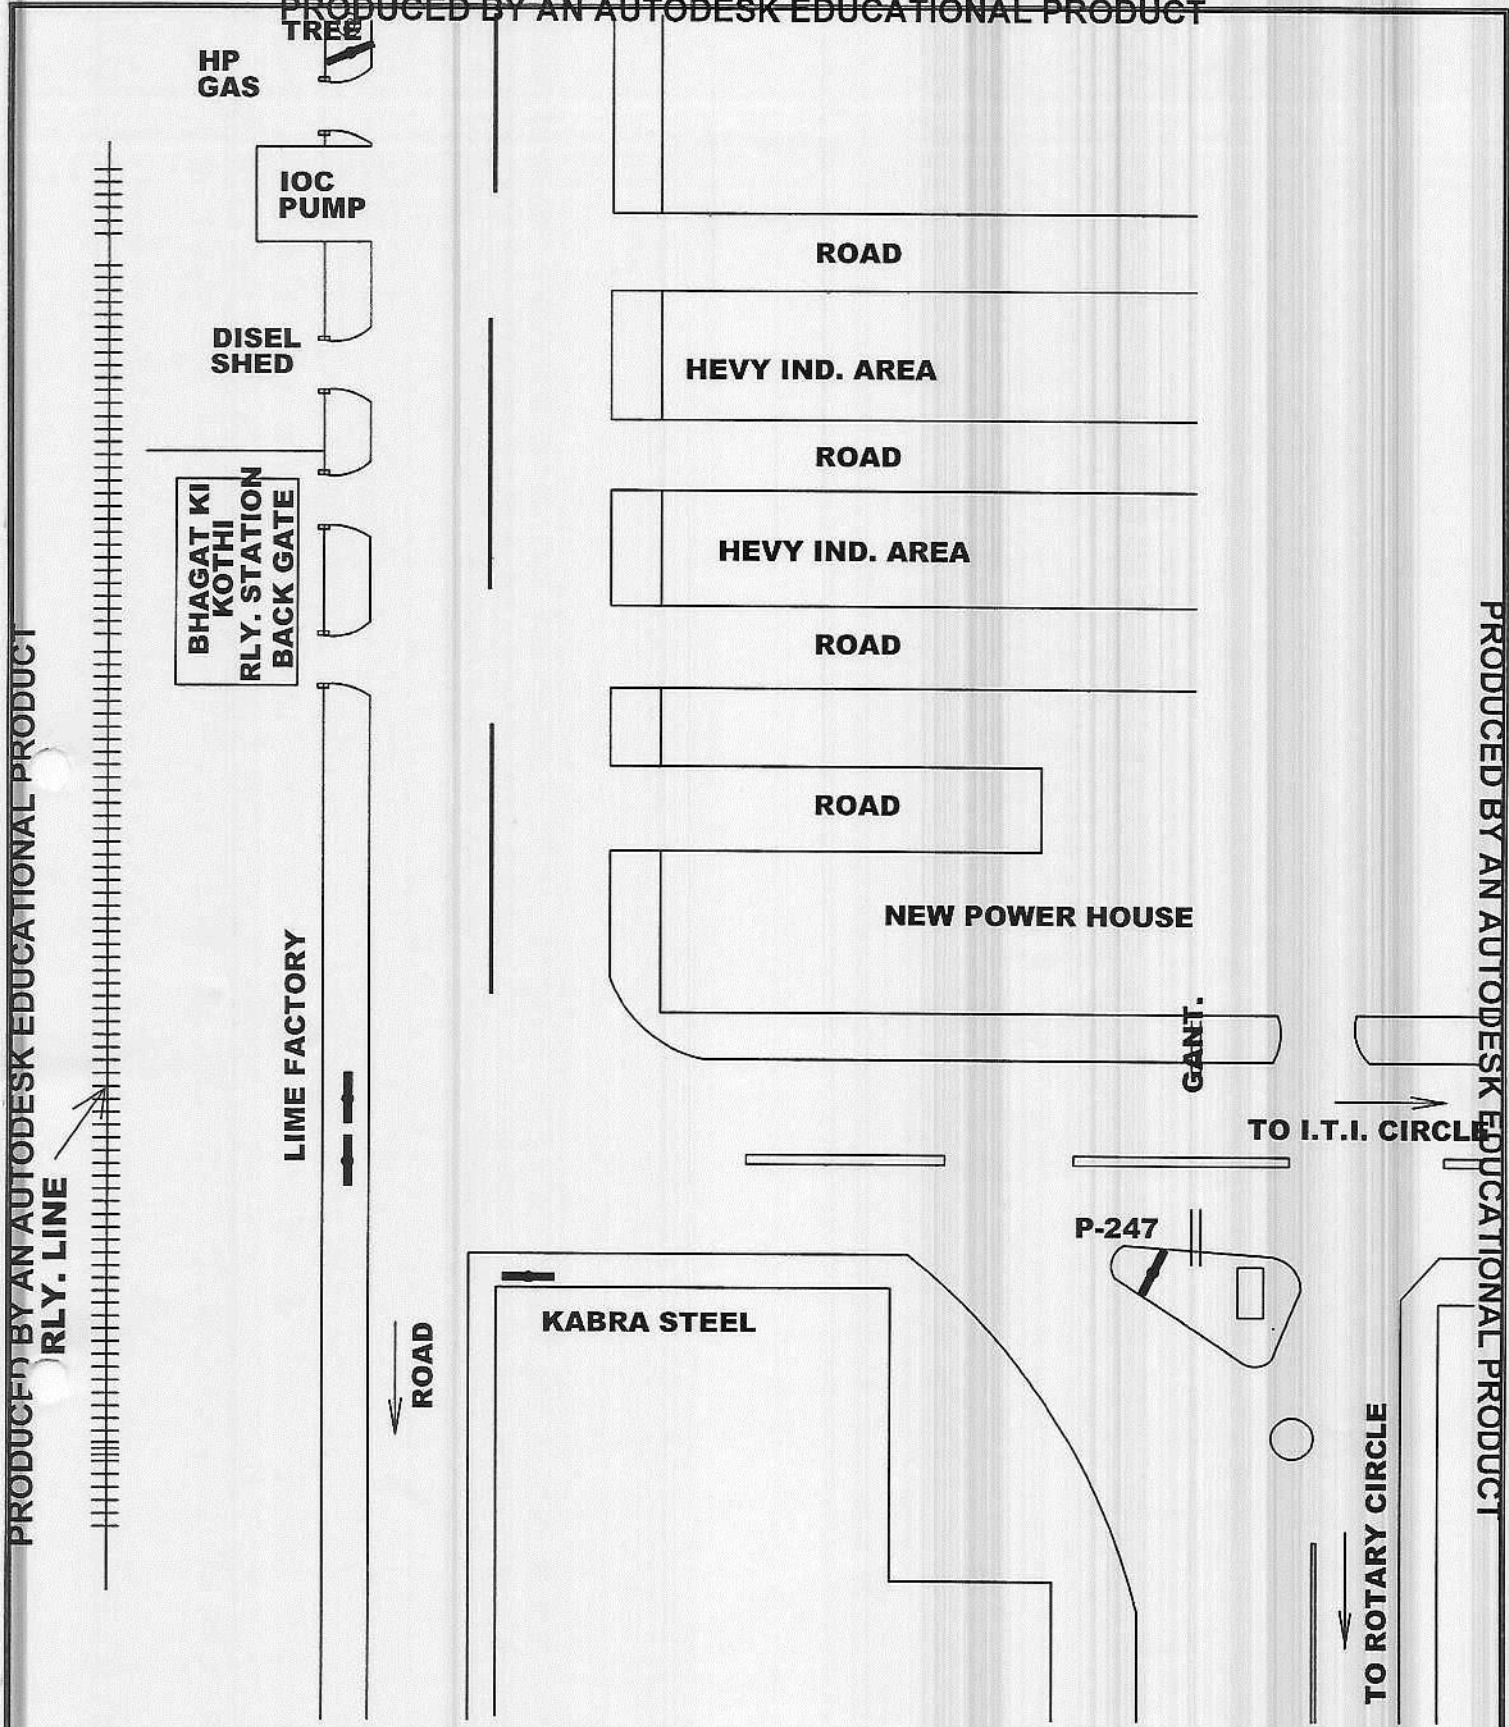 PRODUCED BY AN AUTODESK EDUCATIONAL PRODUCT
TREE
HP
GAS
IOC
PUMP
ROAD
DISEL
SHED
HEVY IND. AREA
ROAD
BHAGAT KI
KOTHI
RLY. STATION
BACK GATE
HEVY IND. AREA
ROAD
ROAD
NEW POWER HOUSE
LIME FACTORY
GANT.
TO I.T.I. CIRCLE
RLY. LINE
P-247
KABRA STEEL
ROAD
TO ROTARY CIRCLE
PRODUCED BY AN AUTODESK EDUCATIONAL PRODUCT
PRODUCED BY AN AUTODESK EDUCATIONAL PRODUCT